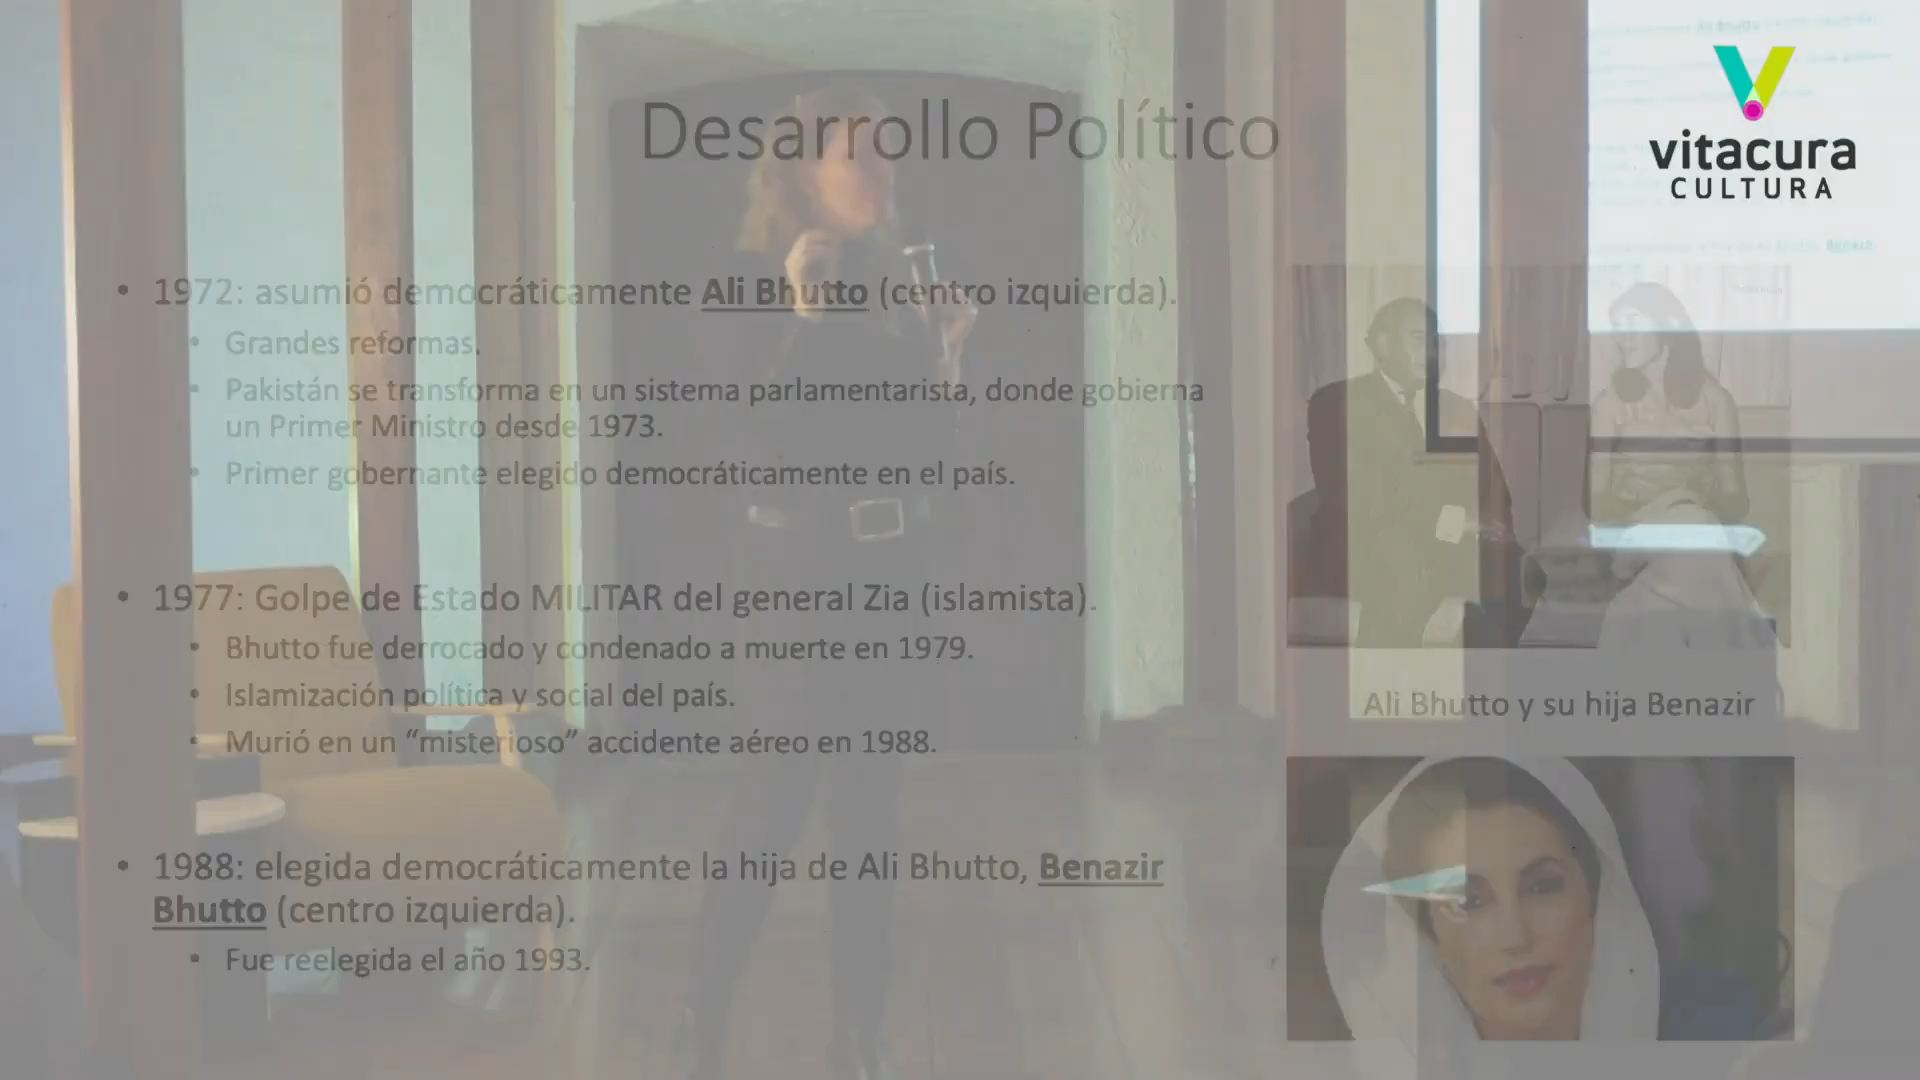 Desarrollo Político
vitacura
CULTURA
• 1972: asumió democráticamente Ali Bhutto (centro izquierda).
• Grandes reformas.
• Pakistán se transforma en un sistema parlamentarista, donde gobierna
un Primer Ministro desde 1973.
• Primer gobernante elegido democráticamente en el país.
• 1977: Golpe de Estado MILITAR del general Zia (islamista).
• Bhutto fue derrocado y condenado a muerte en 1979.
• Islamización política y social del país.
• Murió en un “misterioso” accidente aéreo en 1988.
• 1988: elegida democráticamente la hija de Ali Bhutto, Benazir
Bhutto (centro izquierda).
• Fue reelegida el año 1993.
Benazir
Ali Bhutto y su hija Benazir